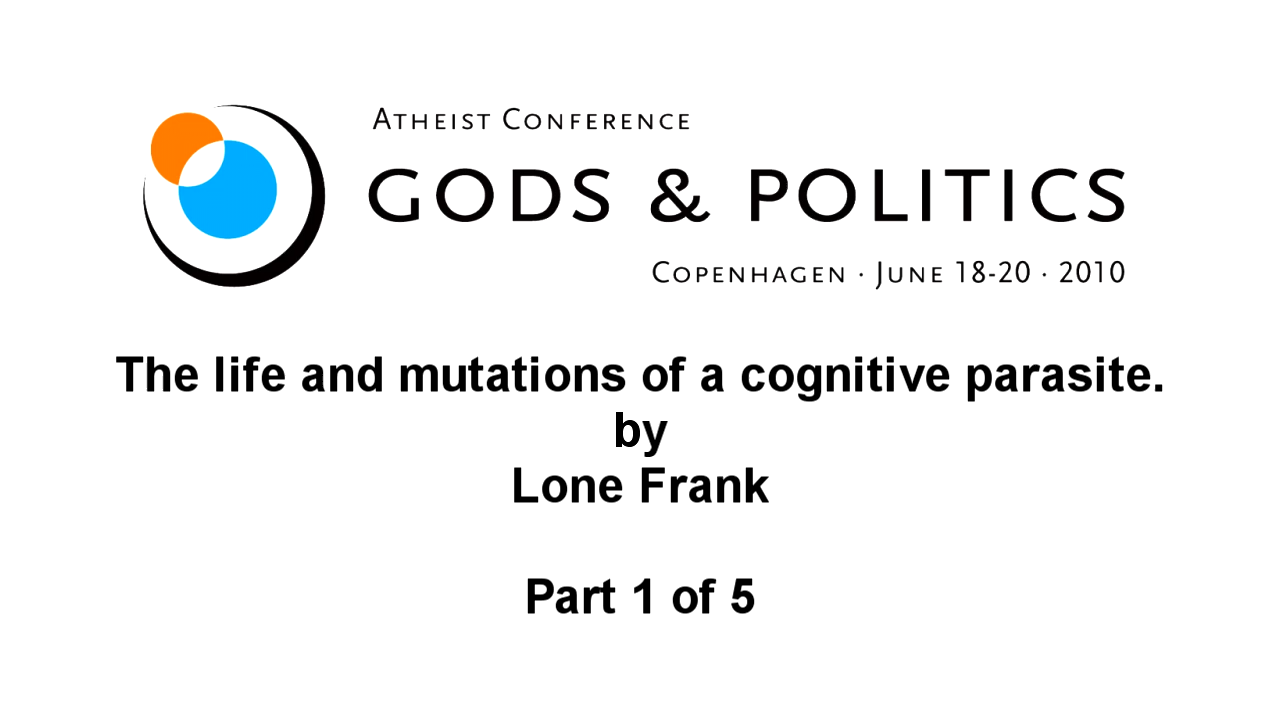 Atheist Conference
GODS & POLITICS
Copenhagen · June 18-20 · 2010
The life and mutations of a cognitive parasite.
by
Lone Frank
Part 1 of 5